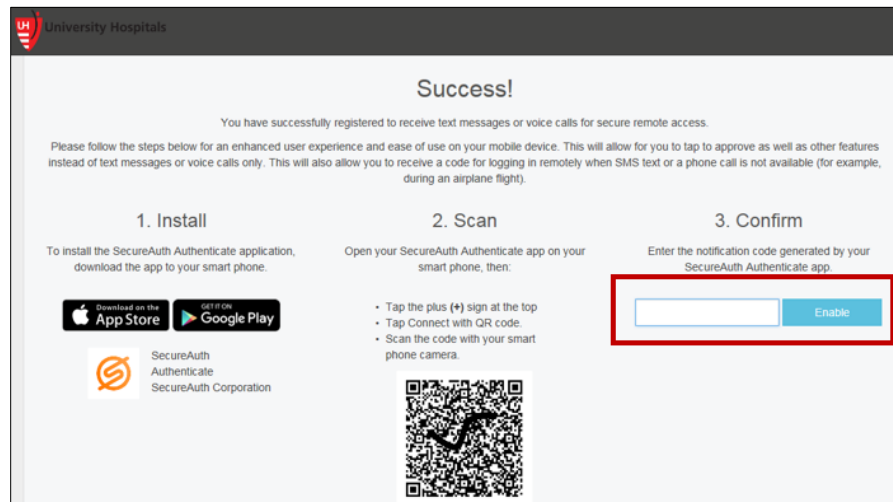 UH
University Hospitals
Success!
You have successfully registered to receive text messages or voice calls for secure remote access.
Please follow the steps below for an enhanced user experience and ease of use on your mobile device. This will allow for you to tap to approve as well as other features
instead of text messages or voice calls only. This will also allow you to receive a code for logging in remotely when SMS text or a phone call is not available (for example,
during an airplane flight).
1. Install
To install the SecureAuth Authenticate application,
download the app to your smart phone.
Download on the
App Store
GET IT ON
Google Play
SecureAuth
Authenticate
SecureAuth Corporation
2. Scan
Open your SecureAuth Authenticate app on your
smart phone, then:
• Tap the plus (+) sign at the top
• Tap Connect with QR code.
• Scan the code with your smart
phone camera.
3. Confirm
Enter the notification code generated by your
SecureAuth Authenticate app.
Enable